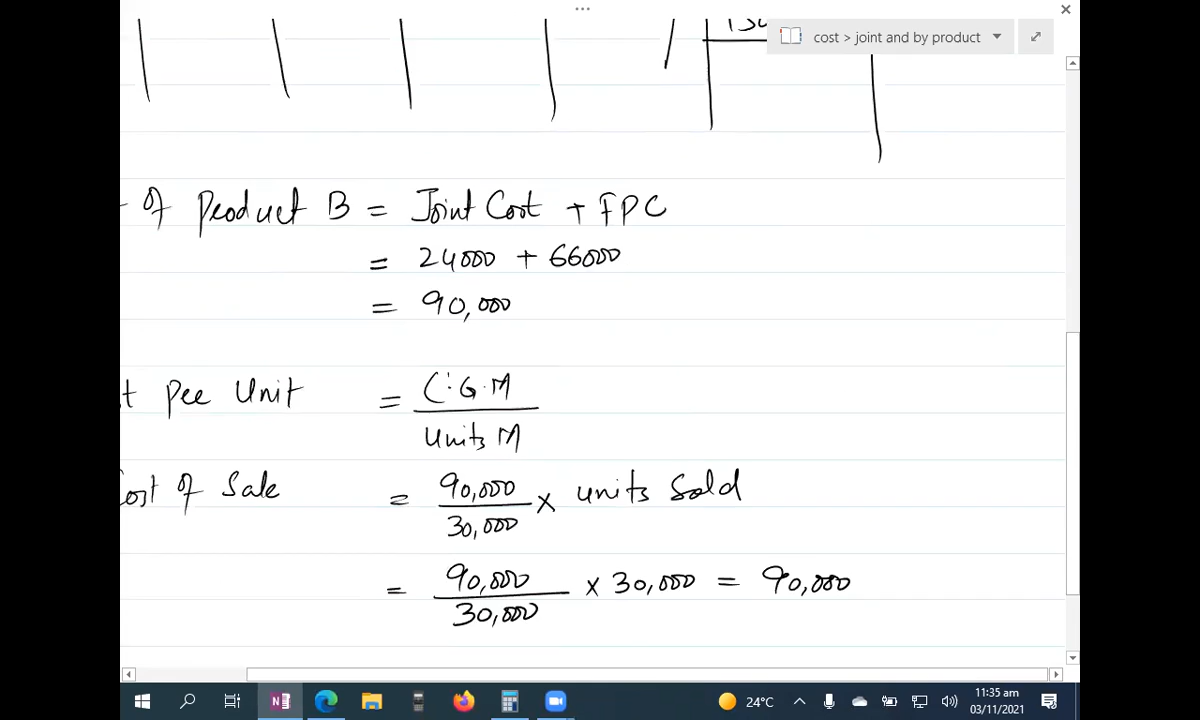 cost > joint and by product
of Product B = Joint Cost + FPC
= 24000 + 66000
= 90,000
t Pee Unit = C.G.M
Units M
Cost of Sale = 90,000
30,000 × units Sold
= 90,000
30,000 × 30,000 = 90,000
24°C
11:35 am
03/11/2021